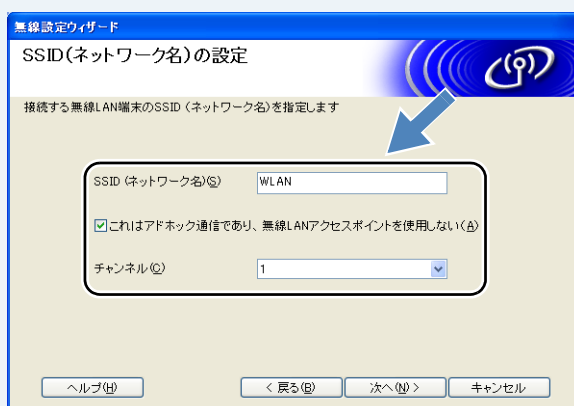 無線設定ウィザード
SSID(ネットワーク名)の設定
接続する無線LAN端末のSSID (ネットワーク名)を指定します
SSID (ネットワーク名)(S) WLAN
これはアドホック通信であり、無線LANアクセスポイントを使用しない(A)
チャンネル(C) 1
ヘルプ(H) < 戻る(B) 次へ(N) > キャンセル